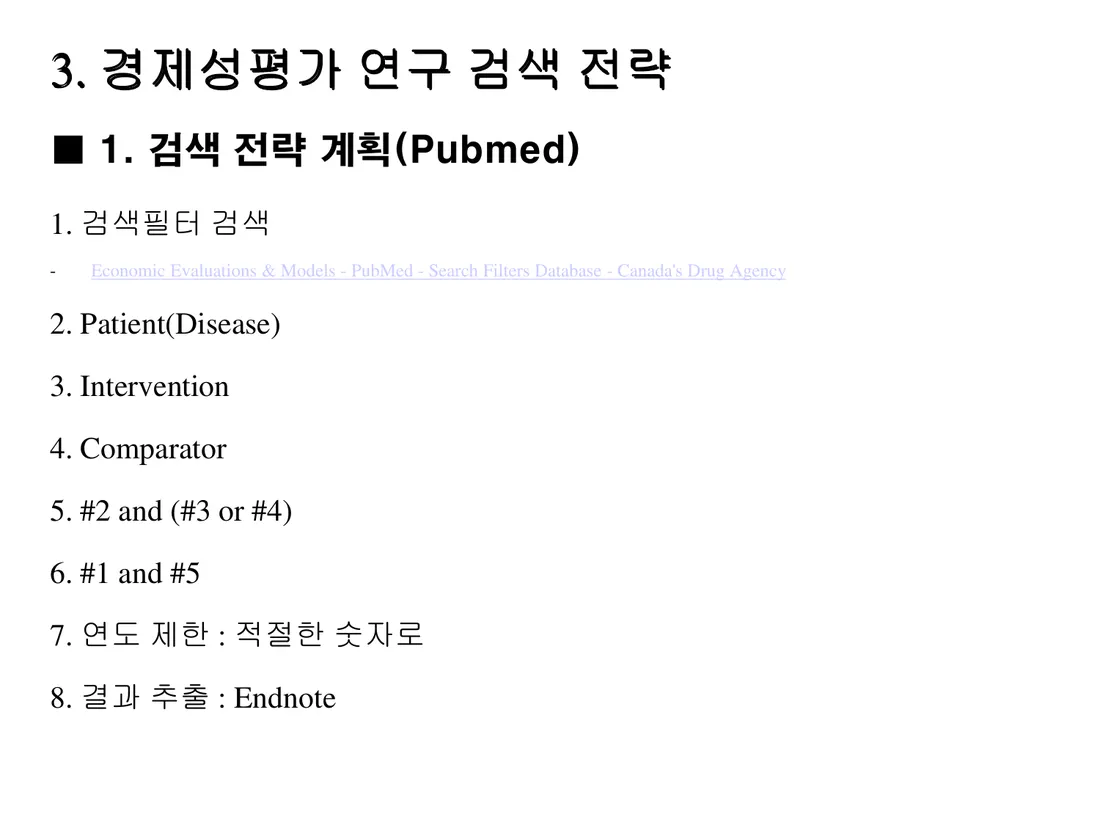 3. 경제성평가 연구 검색 전략
■ 1. 검색 전략 계획(Pubmed)
1. 검색필터 검색
- Economic Evaluations & Models - PubMed - Search Filters Database - Canada's Drug Agency
2. Patient(Disease)
3. Intervention
4. Comparator
5. #2 and (#3 or #4)
6. #1 and #5
7. 연도 제한 : 적절한 숫자로
8. 결과 추출 : Endnote